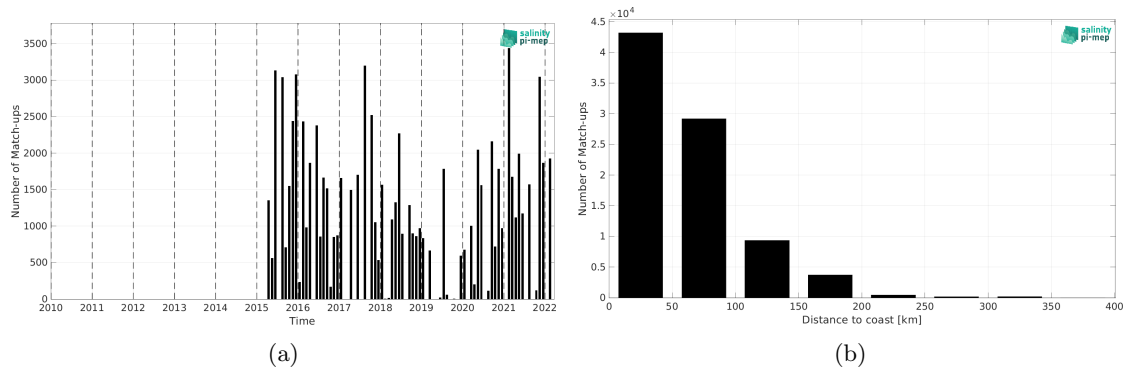 salinity
pi-mep
3500
3000
2500
2000
1500
1000
500
0
Number of Match-ups
2010 2011 2012 2013 2014 2015 2016 2017 2018 2019 2020 2021 2022
Time
(a)
×10⁴
salinity
pi-mep
4.5
4
3.5
3
2.5
2
1.5
1
0.5
0
Number of Match-ups
0 50 100 150 200 250 300 350 400
Distance to coast [km]
(b)